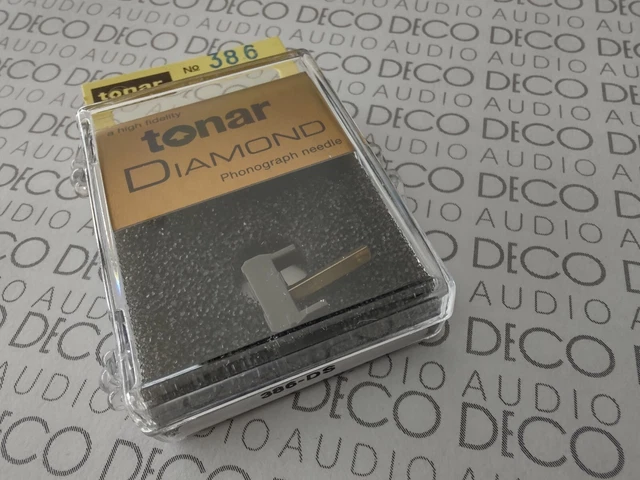 tonar No 386
a high fidelity
tonar
DIAMOND
Phonograph needle
386-DS
DECO AUDIO